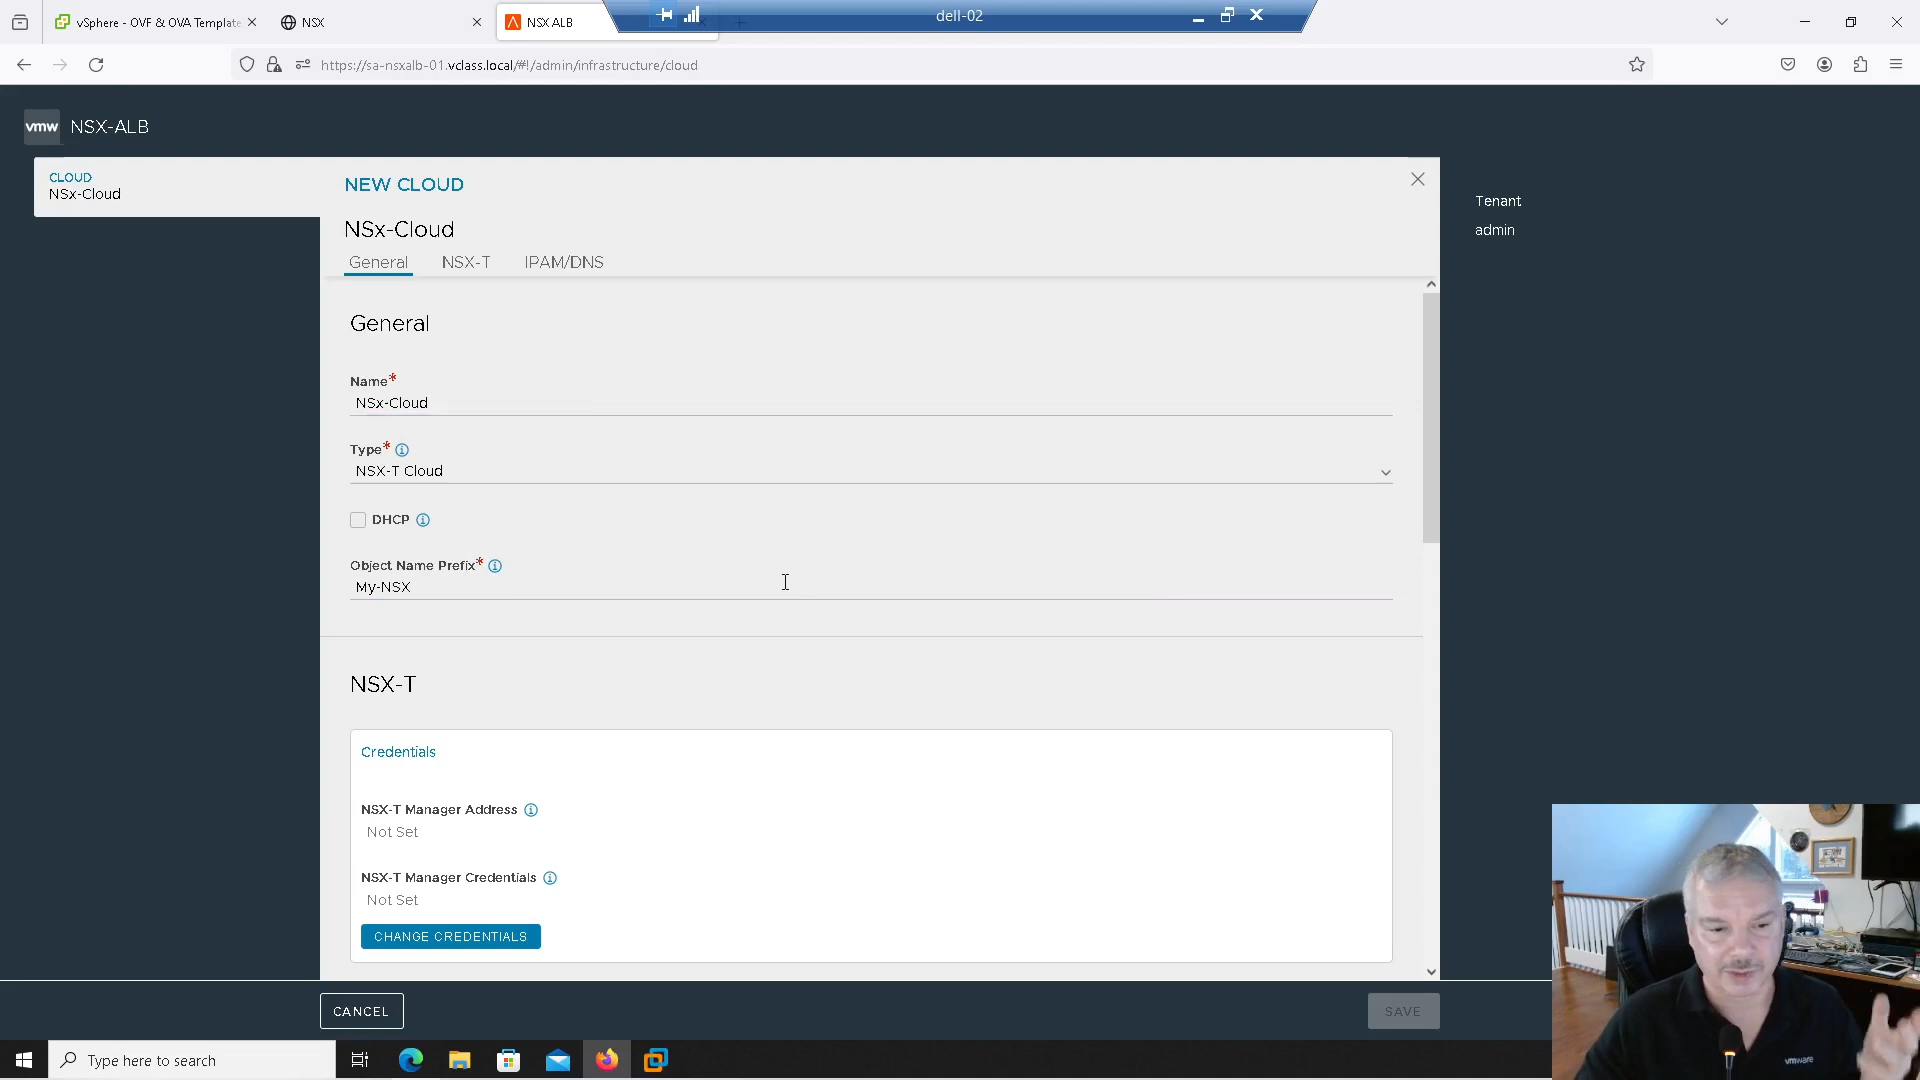 vSphere - OVF & OVA Template
NSX
NSX ALB
dell-02
https://sa-nsxalb-01.vclass.local/#!/admin/infrastructure/cloud
vmw NSX-ALB
CLOUD
NSx-Cloud
NEW CLOUD
NSx-Cloud
General NSX-T IPAM/DNS
Tenant
admin
General
Name*
NSx-Cloud
Type*
NSX-T Cloud
DHCP
Object Name Prefix*
My-NSX
NSX-T
Credentials
NSX-T Manager Address
Not Set
NSX-T Manager Credentials
Not Set
CHANGE CREDENTIALS
CANCEL
SAVE
Type here to search
vmware